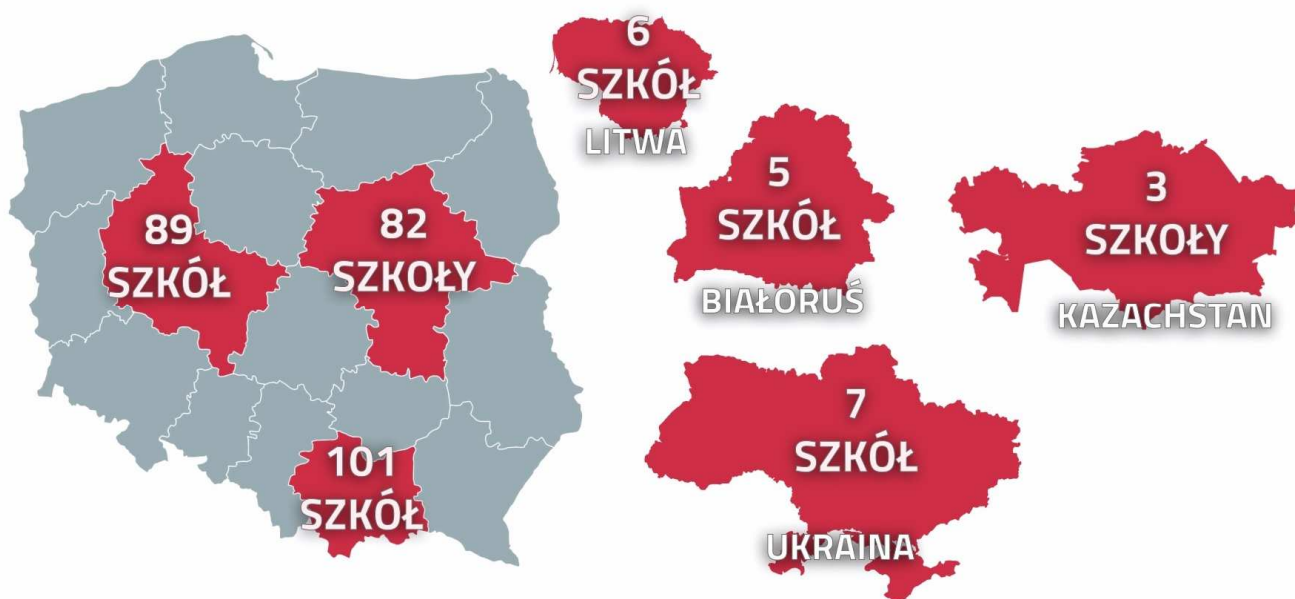 89
SZKÓŁ
82
SZKOŁY
101
SZKÓŁ
6
SZKÓŁ
LITWA
5
SZKÓŁ
BIAŁORUŚ
3
SZKOŁY
KAZACHSTAN
7
SZKÓŁ
UKRAINA